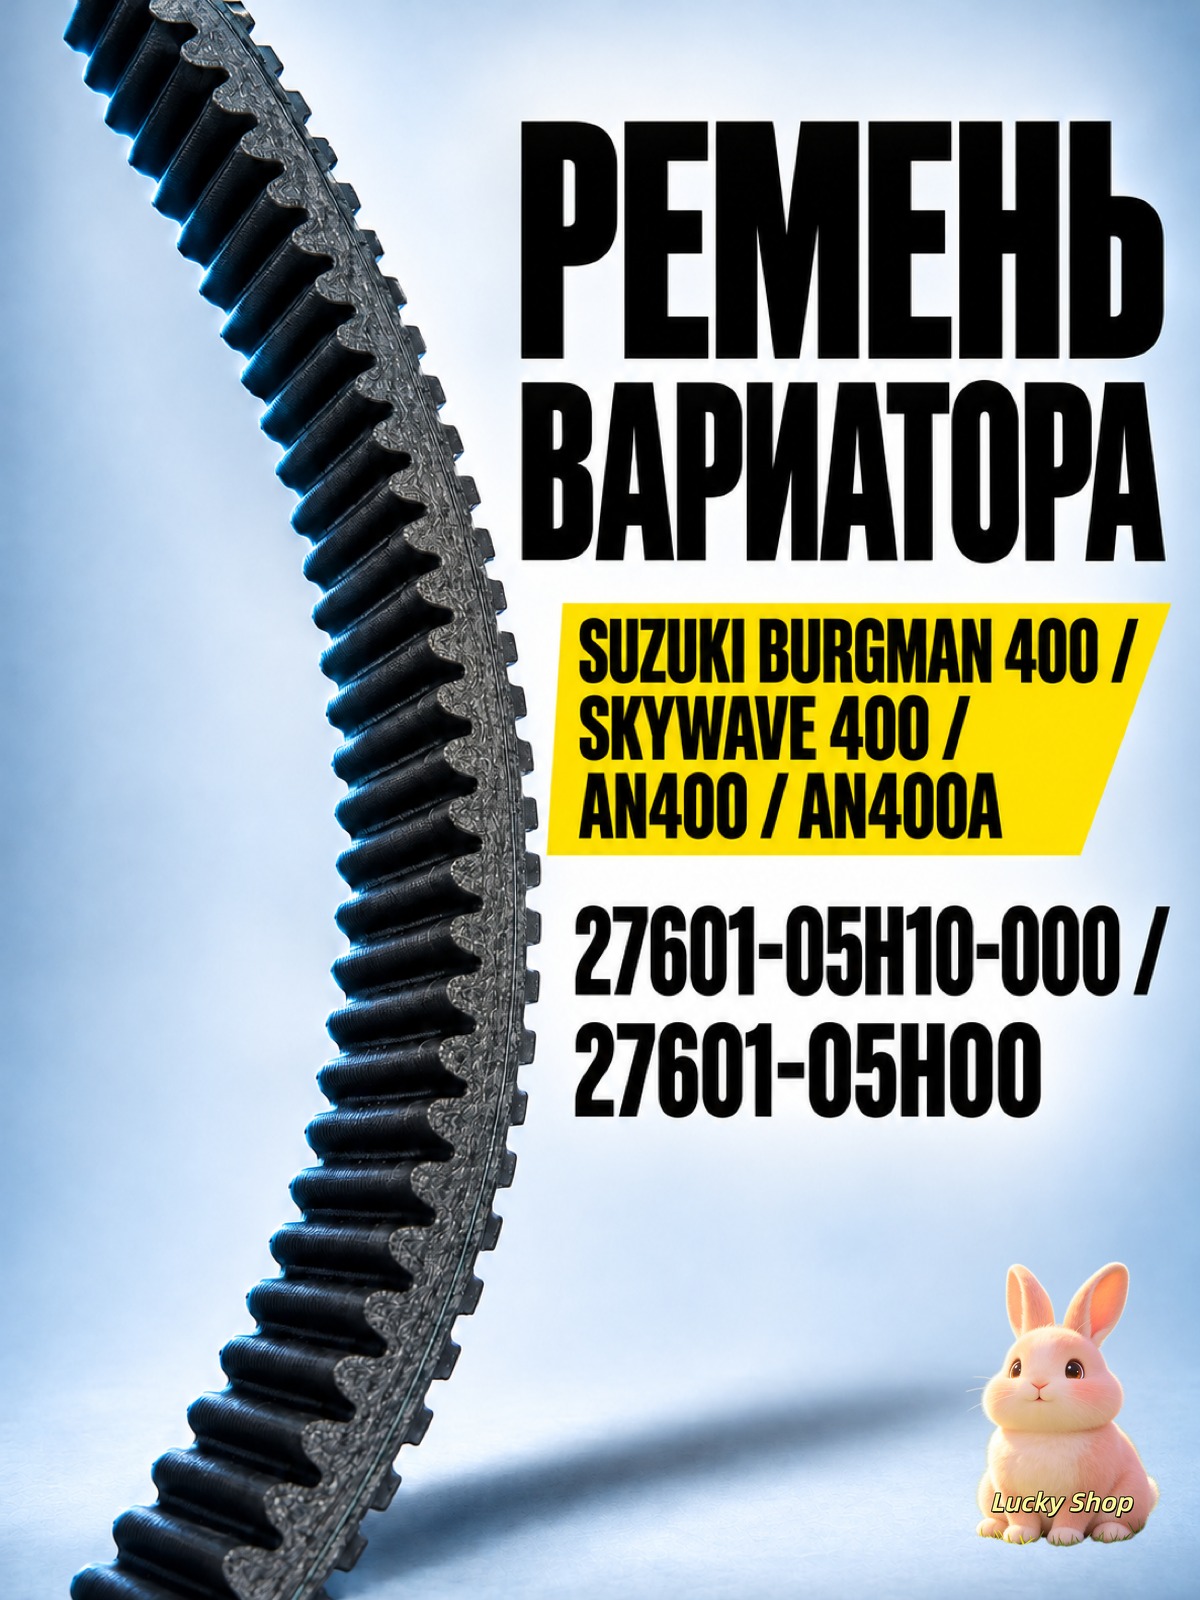 РЕМЕНЬ
ВАРИАТОРА
SUZUKI BURGMAN 400 /
SKYWAVE 400 /
AN400 / AN400A
27601-05H10-000 /
27601-05H00
Lucky Shop